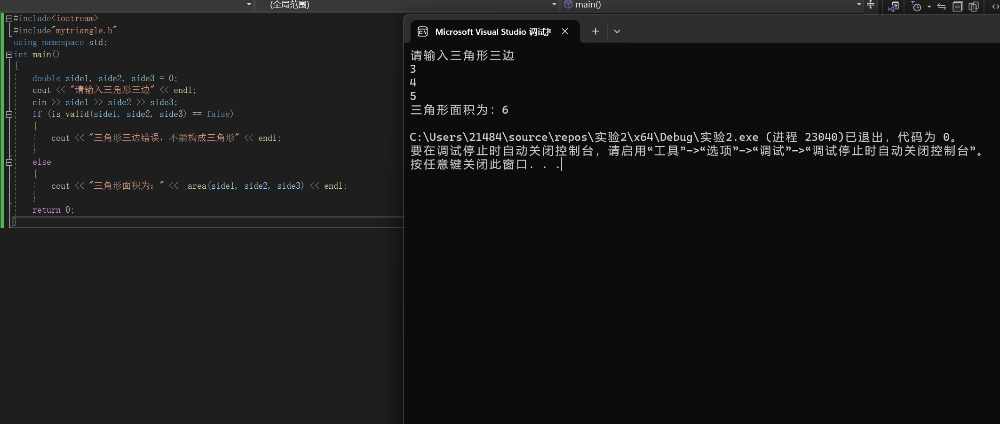 (全局范围)
main()
#include<iostream>
#include"mytriangle.h"
using namespace std;
int main()
{
double side1, side2, side3 = 0;
cout << "请输入三角形三边" << endl;
cin >> side1 >> side2 >> side3;
if (is_valid(side1, side2, side3) == false)
{
cout << "三角形三边错误，不能构成三角形" << endl;
}
else
{
cout << "三角形面积为：" << _area(side1, side2, side3) << endl;
}
return 0;
}
Microsoft Visual Studio 调试
请输入三角形三边
3
4
5
三角形面积为：6
C:\Users\21484\source\repos\实验2\x64\Debug\实验2.exe (进程 23040)已退出，代码为 0。
要在调试停止时自动关闭控制台，请启用“工具”->“选项”->“调试”->“调试停止时自动关闭控制台”。
按任意键关闭此窗口. . .